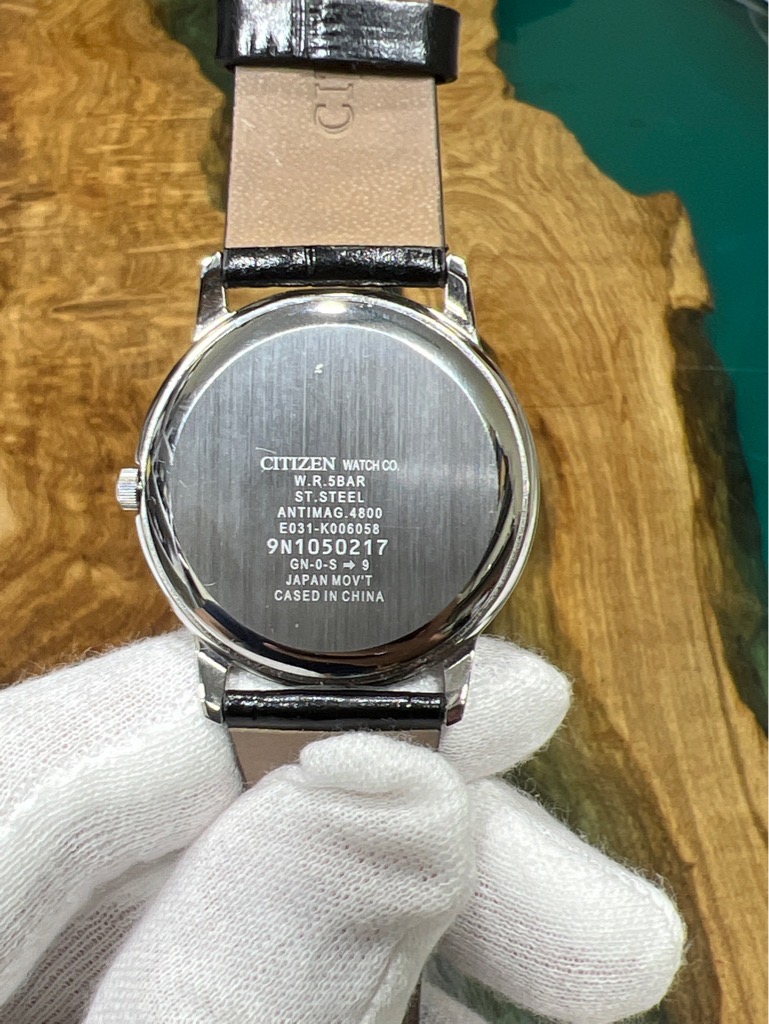 CITI
CITIZEN WATCH CO.
W.R.5BAR
ST.STEEL
ANTIMAG.4800
E031-K006058
9N1050217
GN-0-S ➡ 9
JAPAN MOV'T
CASED IN CHINA